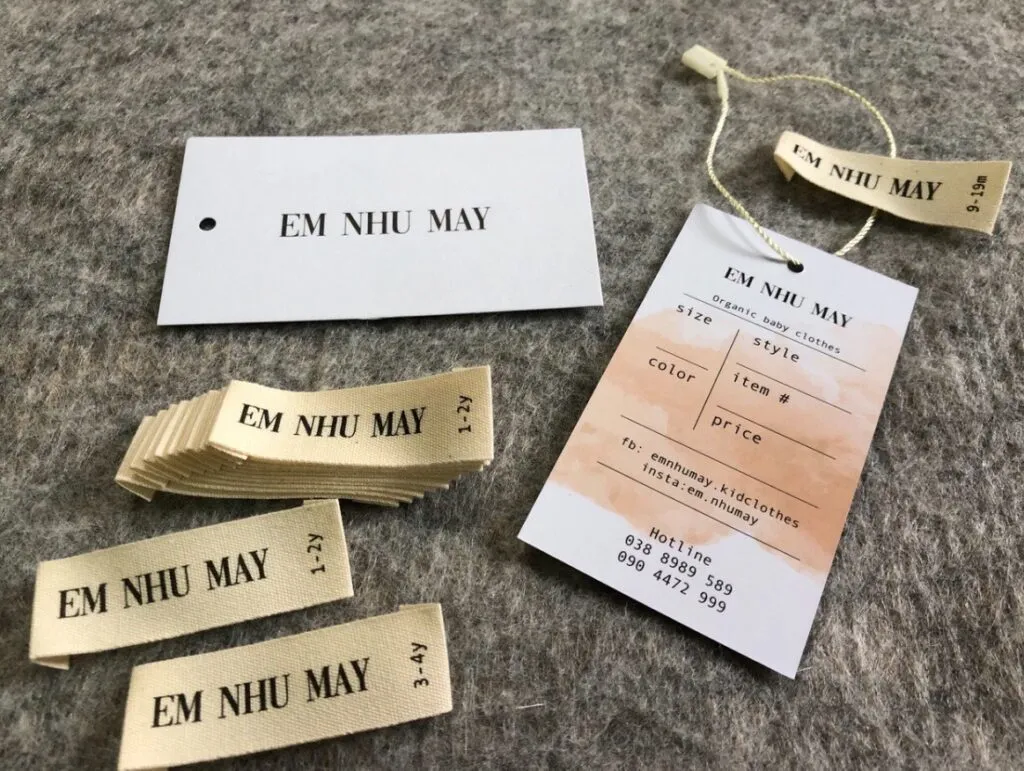 EM NHU MAY
EM NHU MAY
9-19m
EM NHU MAY
Organic baby clothes
size
style
color
item #
price
fb: emnhumay.kidclothes
insta:em.nhumay
Hotline
038 8989 589
090 4472 999
EM NHU MAY
1-2y
EM NHU MAY
1-2y
EM NHU MAY
3-4y